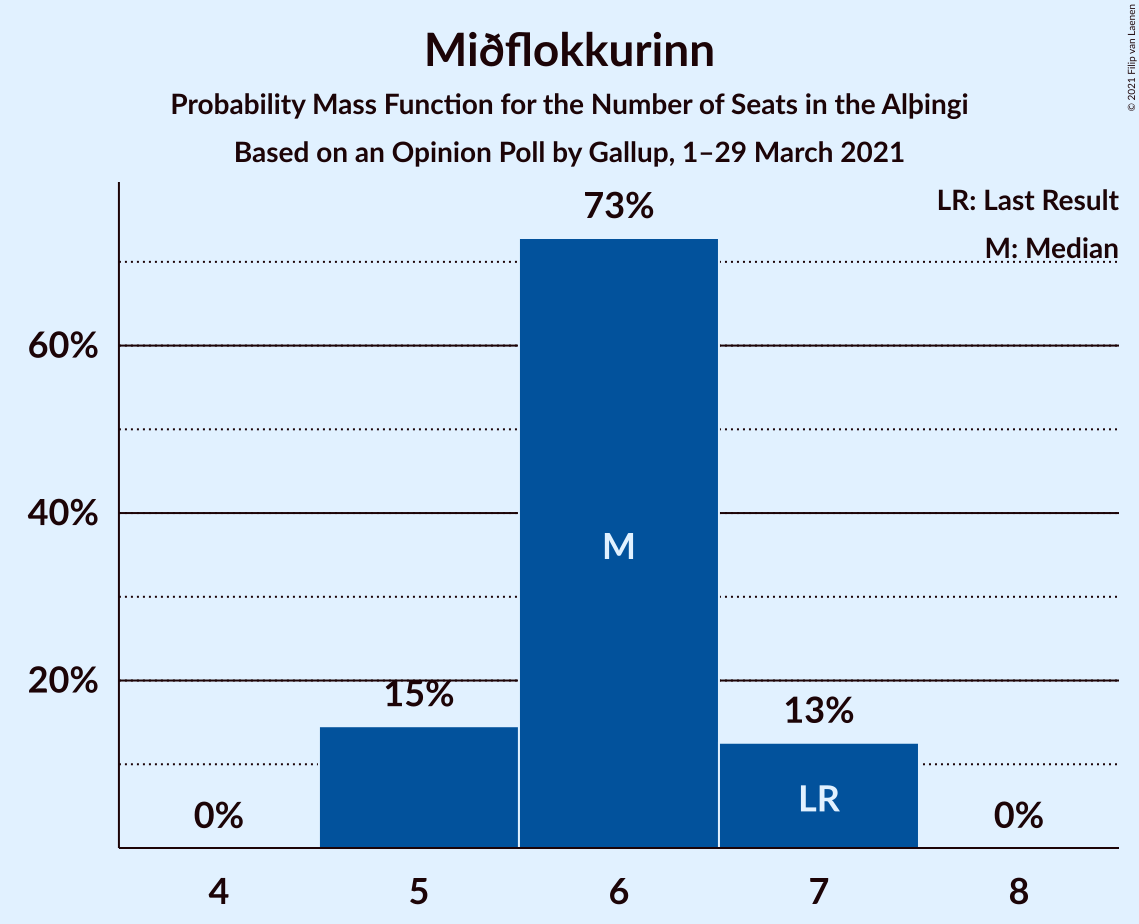 Miðflokkurinn
Probability Mass Function for the Number of Seats in the Alþingi
Based on an Opinion Poll by Gallup, 1–29 March 2021
© 2021 Filip van Laenen
LR: Last Result
M: Median
73%
60%
40%
M
20%
15%
13%
LR
0%
0%
4 5 6 7 8